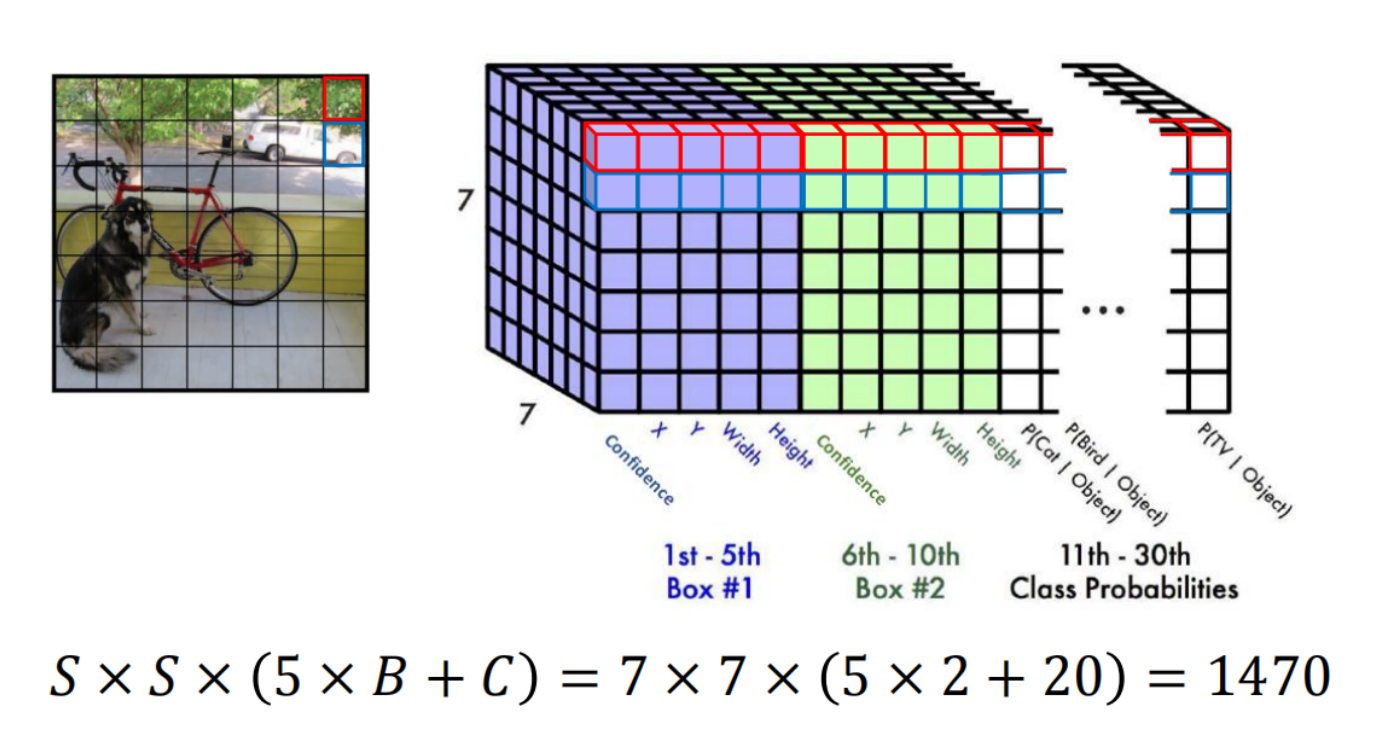 7
7
Confidence
X
Y
Width
Height
Confidence
X
Y
Width
Height
P(Cat | Object)
P(Bird | Object)
...
P(TV | Object)
1st - 5th
Box #1
6th - 10th
Box #2
11th - 30th
Class Probabilities
S × S × (5 × B + C) = 7 × 7 × (5 × 2 + 20) = 1470